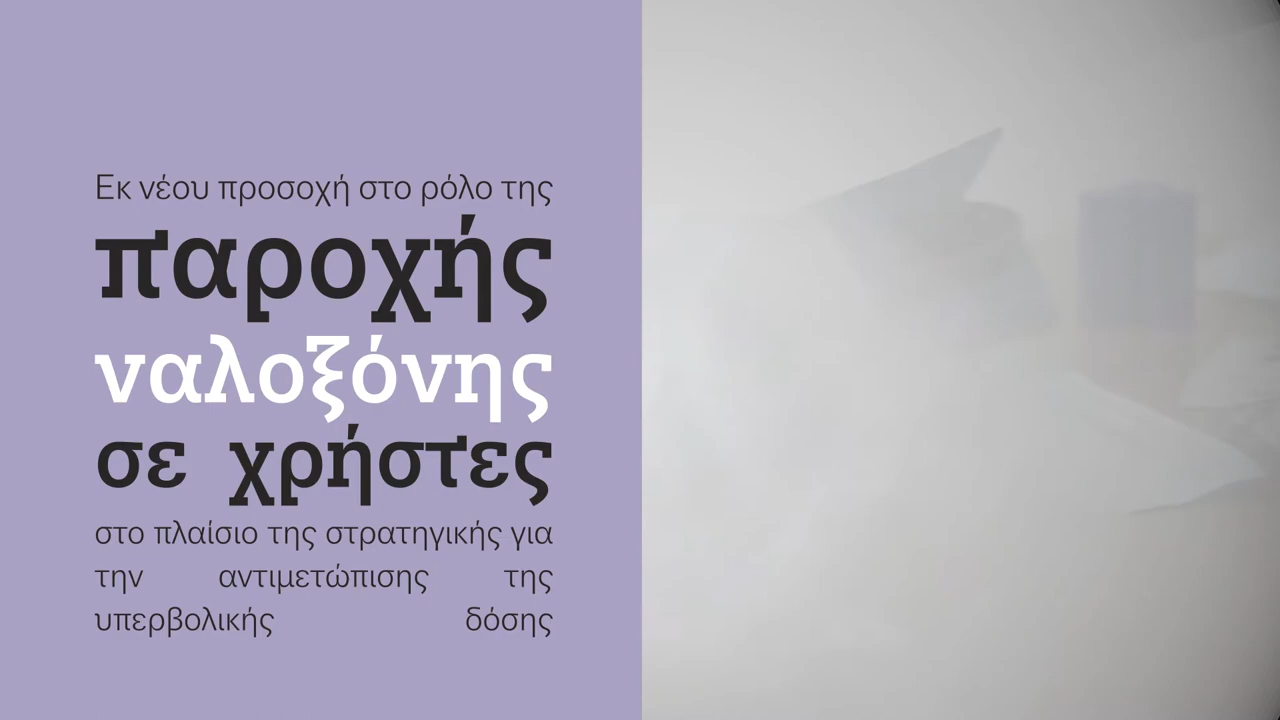 Εκ νέου προσοχή στο ρόλο της
παροχής
ναλοξόνης
σε χρήστες
στο πλαίσιο της στρατηγικής για
την αντιμετώπισης της
υπερβολικής δόσης